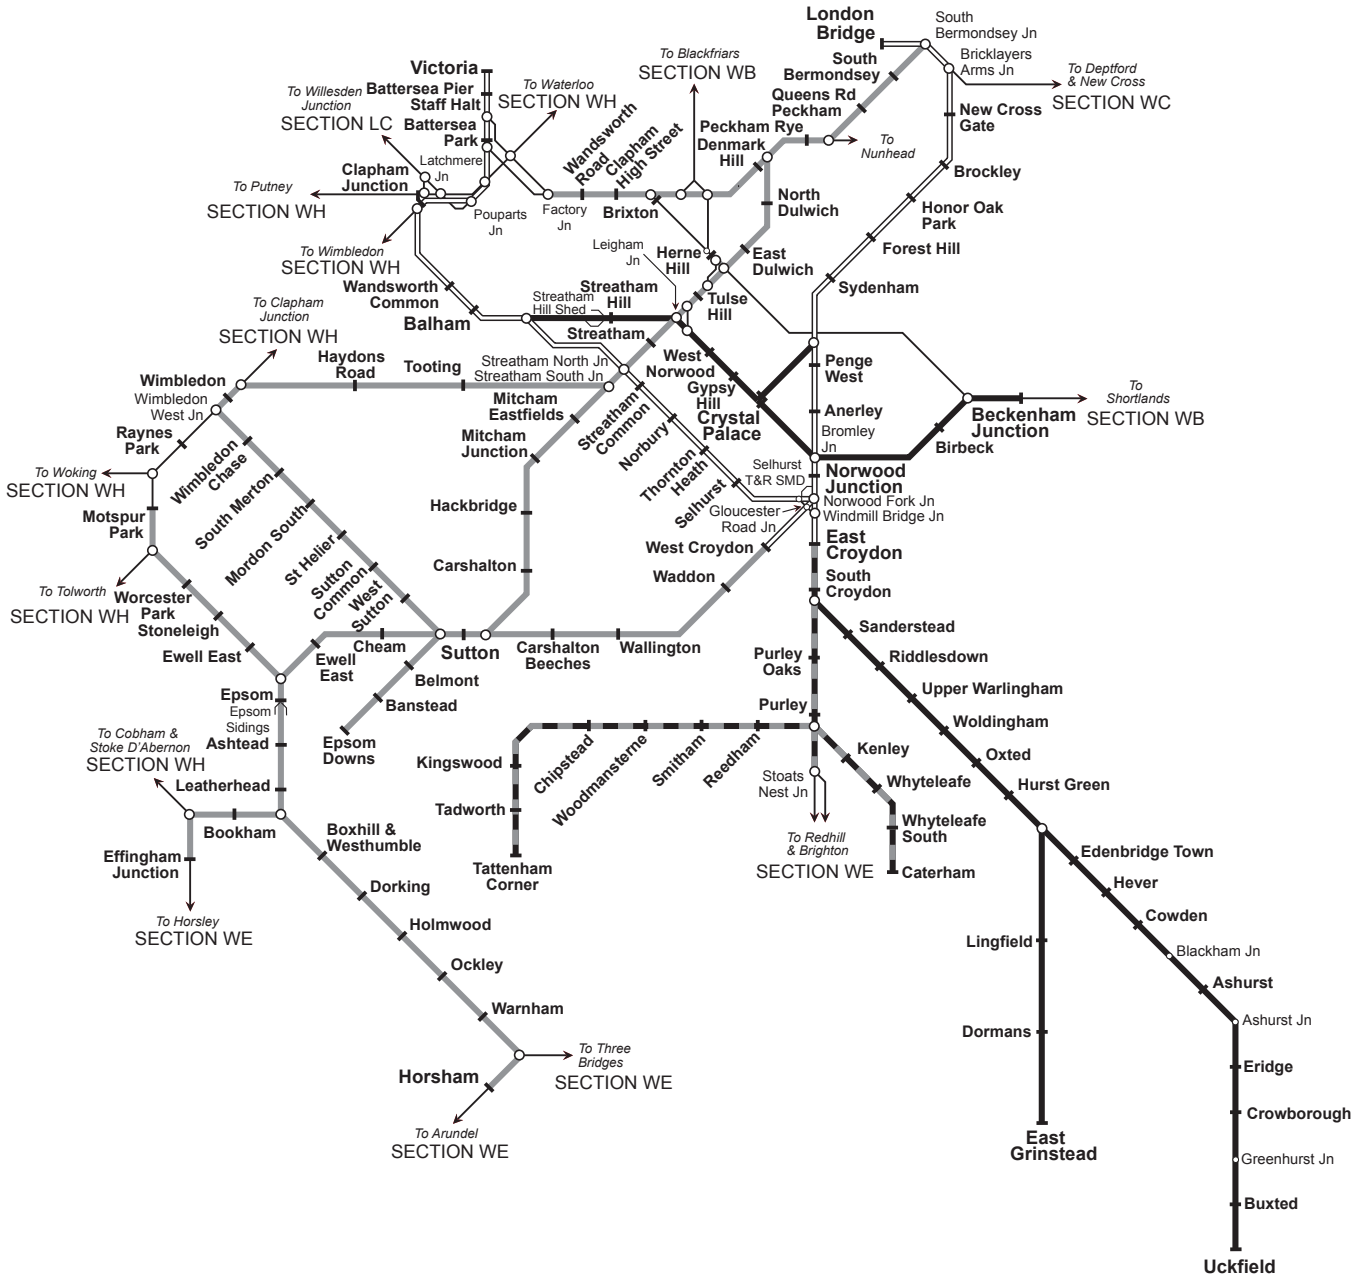 London
Bridge
South
Bermondsey Jn
Bricklayers
Arms Jn
To Deptford
& New Cross
SECTION WC
South
Bermondsey
Queens Rd
Peckham
New Cross
Gate
To Blackfriars
SECTION WB
Victoria
Battersea Pier
Staff Halt
Battersea
Park
To Waterloo
SECTION WH
To Willesden
Junction
SECTION LC
Latchmere
Jn
Clapham
Junction
To Putney
SECTION WH
Pouparts
Jn
To Wimbledon
SECTION WH
Wandsworth
Road
Clapham
High Street
Factory
Jn
Brixton
Peckham Rye
Denmark
Hill
To
Nunhead
Brockley
North
Dulwich
Honor Oak
Park
Forest Hill
East
Dulwich
Herne
Hill
Leigham
Jn
Sydenham
Tulse
Hill
Wandsworth
Common
Balham
Streatham
Hill Shed
Streatham
Hill
Streatham
To Clapham
Junction
SECTION WH
Haydons
Road
Tooting
Streatham North Jn
Streatham South Jn
West
Norwood
Gypsy
Hill
Crystal
Palace
Penge
West
Anerley
Bromley
Jn
To
Shortlands
SECTION WB
Beckenham
Junction
Birbeck
Wimbledon
Wimbledon
West Jn
Raynes
Park
To Woking
SECTION WH
Motspur
Park
To Tolworth
SECTION WH
Worcester
Park
Stoneleigh
Ewell East
Wimbledon
Chase
South Merton
Mordon South
St Helier
Sutton
Common
West
Sutton
Mitcham
Eastfields
Mitcham
Junction
Hackbridge
Carshalton
Streatham
Common
Norbury
Thornton
Heath
Selhurst
Selhurst
T&R SMD
Norwood
Junction
Norwood Fork Jn
Windmill Bridge Jn
Gloucester
Road Jn
East
Croydon
West Croydon
Waddon
South
Croydon
Cheam
Ewell
East
Sutton
Carshalton
Beeches
Wallington
Belmont
Banstead
Epsom
Downs
Epsom
Epsom
Sidings
Ashtead
Leatherhead
To Cobham &
Stoke D'Abernon
SECTION WH
Bookham
Effingham
Junction
To Horsley
SECTION WE
Boxhill &
Westhumble
Dorking
Holmwood
Ockley
Warnham
Horsham
To Three
Bridges
SECTION WE
To Arundel
SECTION WE
Purley
Oaks
Purley
Kingswood
Tadworth
Tattenham
Corner
Chipstead
Woodmansterne
Smitham
Reedham
Stoats
Nest Jn
To Redhill
& Brighton
SECTION WE
Kenley
Whyteleafe
Whyteleafe
South
Caterham
Sanderstead
Riddlesdown
Upper Warlingham
Woldingham
Oxted
Hurst Green
Edenbridge Town
Hever
Cowden
Blackham Jn
Ashurst
Ashurst Jn
Eridge
Crowborough
Greenhurst Jn
Buxted
Uckfield
Lingfield
Dormans
East
Grinstead